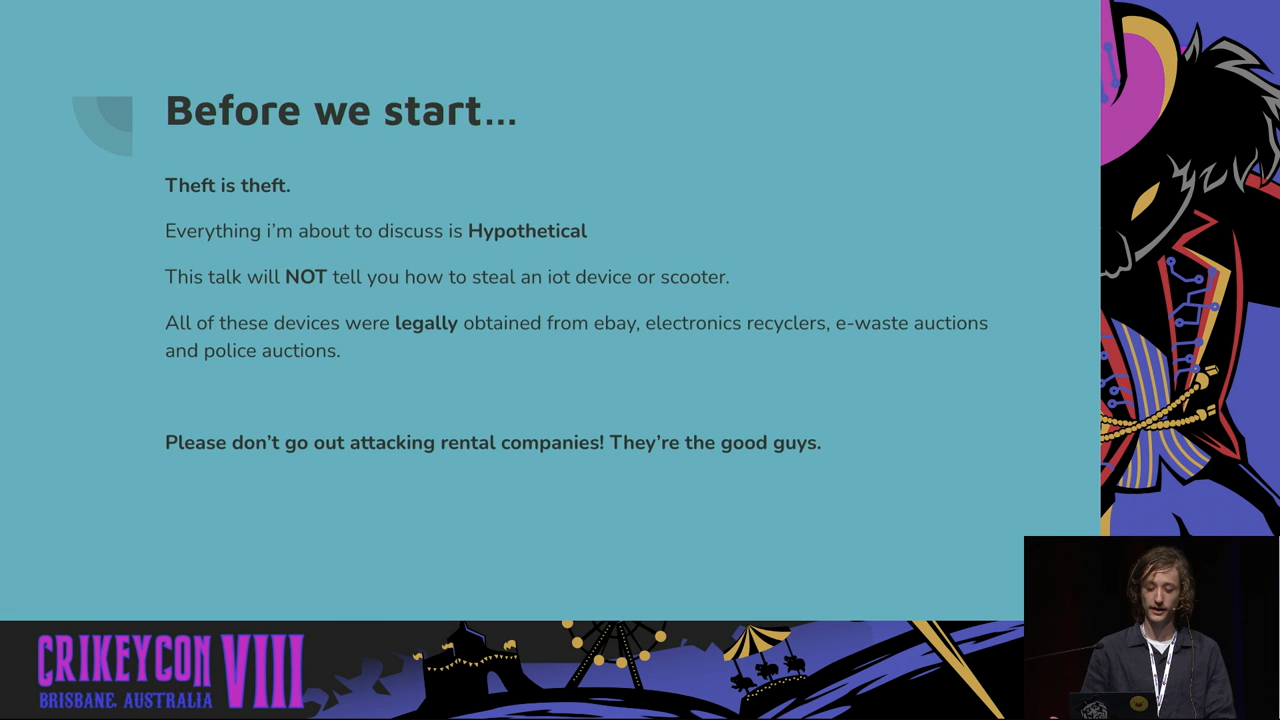 Before we start...
Theft is theft.
Everything i'm about to discuss is Hypothetical
This talk will NOT tell you how to steal an iot device or scooter.
All of these devices were legally obtained from ebay, electronics recyclers, e-waste auctions
and police auctions.
Please don't go out attacking rental companies! They're the good guys.
CRIKEYCON VIII
BRISBANE, AUSTRALIA